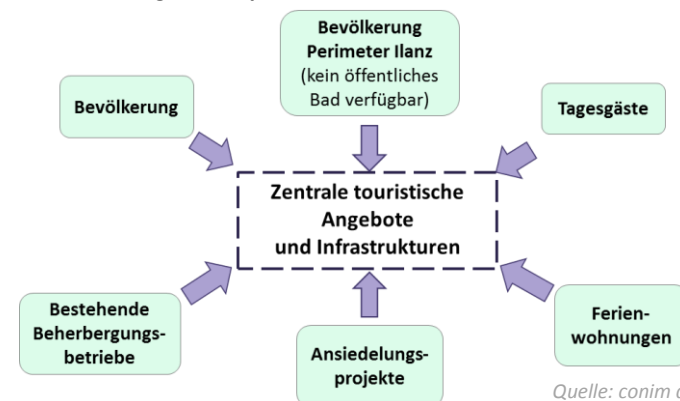 Bevölkerung
Perimeter Ilanz
(kein öffentliches
Bad verfügbar)
Bevölkerung
Tagesgäste
Zentrale touristische
Angebote
und Infrastrukturen
Bestehende
Beherbergungs-
betriebe
Ansiedelungs-
projekte
Ferien-
wohnungen
Quelle: conim